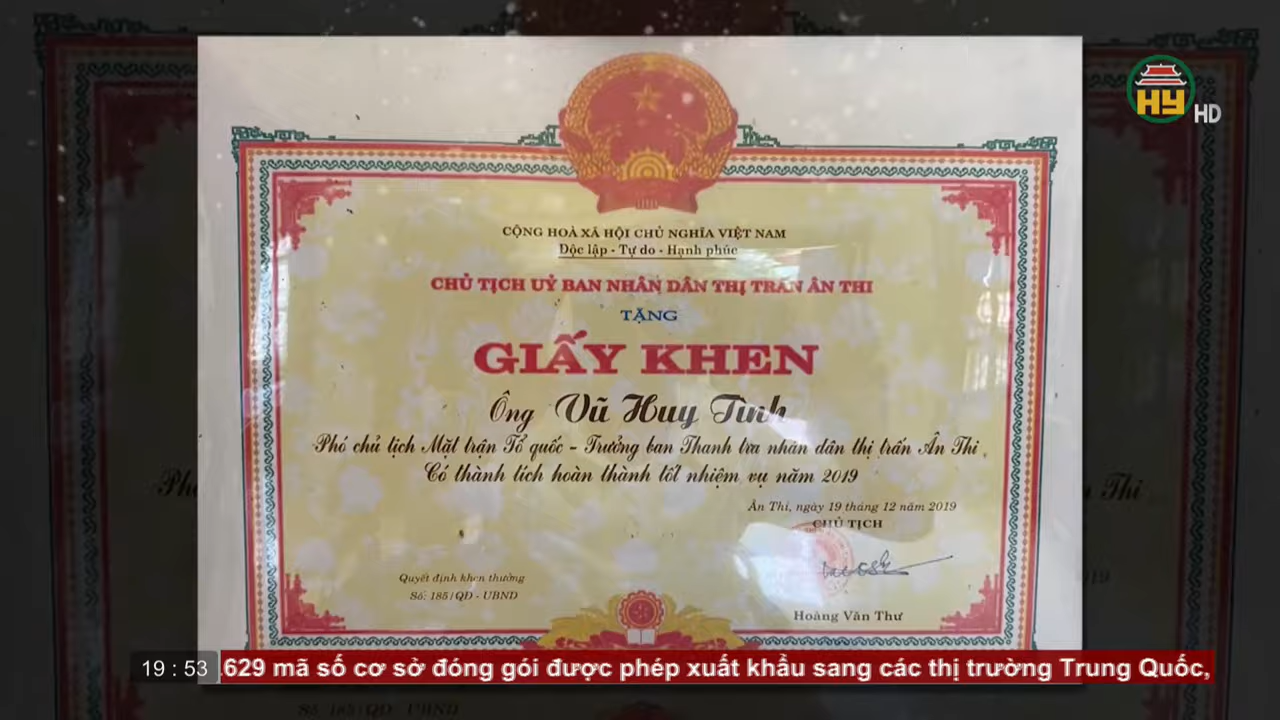 HY HD
CỘNG HOÀ XÃ HỘI CHỦ NGHĨA VIỆT NAM
Độc lập - Tự do - Hạnh phúc
CHỦ TỊCH UỶ BAN NHÂN DÂN THỊ TRẤN ÂN THI
TẶNG
GIẤY KHEN
Ông Vũ Huy Tình
Phó chủ tịch Mặt trận Tổ quốc - Trưởng ban Thanh tra nhân dân thị trấn Ân Thi
Có thành tích hoàn thành tốt nhiệm vụ năm 2019
Ân Thi, ngày 19 tháng 12 năm 2019
CHỦ TỊCH
Quyết định khen thưởng
Số: 185/QĐ - UBND
Hoàng Văn Thư
19 : 53 .629 mã số cơ sở đóng gói được phép xuất khẩu sang các thị trường Trung Quốc,